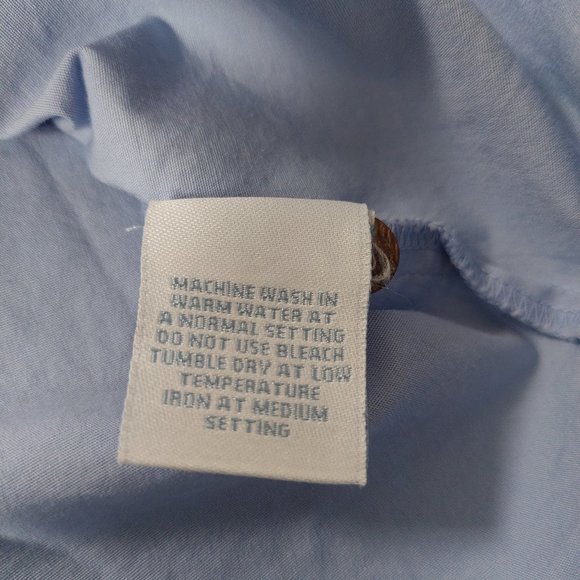 MACHINE WASH IN
WARM WATER AT
A NORMAL SETTING
DO NOT USE BLEACH
TUMBLE DRY AT LOW
TEMPERATURE
IRON AT MEDIUM
SETTING